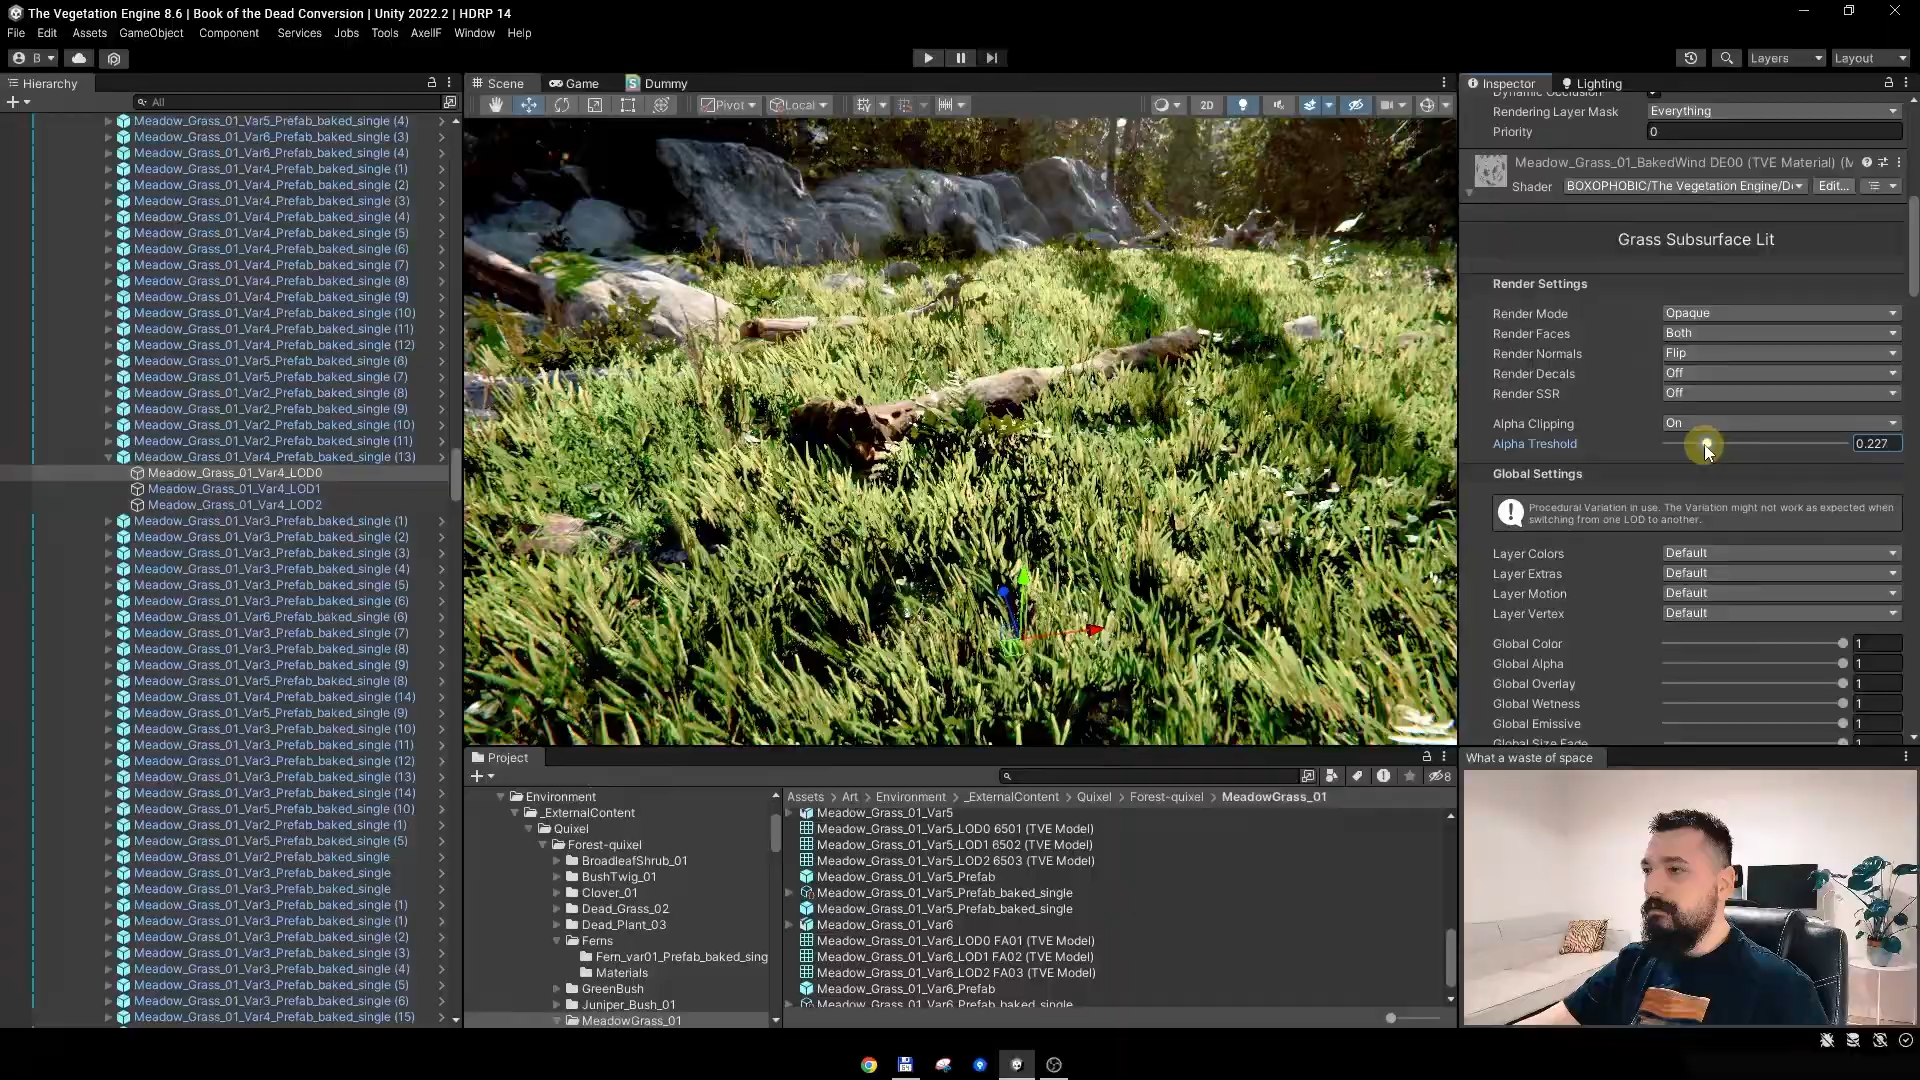 The Vegetation Engine 8.6 | Book of the Dead Conversion | Unity 2022.2 | HDRP 14
File Edit Assets GameObject Component Services Jobs Tools AxellF Window Help
B
Layers
Layout
Hierarchy
All
Meadow_Grass_01_Var5_Prefab_baked_single (4)
Meadow_Grass_01_Var6_Prefab_baked_single (3)
Meadow_Grass_01_Var6_Prefab_baked_single (4)
Meadow_Grass_01_Var4_Prefab_baked_single (1)
Meadow_Grass_01_Var4_Prefab_baked_single (2)
Meadow_Grass_01_Var4_Prefab_baked_single (3)
Meadow_Grass_01_Var4_Prefab_baked_single (4)
Meadow_Grass_01_Var4_Prefab_baked_single (5)
Meadow_Grass_01_Var4_Prefab_baked_single (6)
Meadow_Grass_01_Var4_Prefab_baked_single (7)
Meadow_Grass_01_Var4_Prefab_baked_single (8)
Meadow_Grass_01_Var4_Prefab_baked_single (9)
Meadow_Grass_01_Var4_Prefab_baked_single (10)
Meadow_Grass_01_Var4_Prefab_baked_single (11)
Meadow_Grass_01_Var4_Prefab_baked_single (12)
Meadow_Grass_01_Var5_Prefab_baked_single (6)
Meadow_Grass_01_Var5_Prefab_baked_single (7)
Meadow_Grass_01_Var2_Prefab_baked_single (8)
Meadow_Grass_01_Var2_Prefab_baked_single (9)
Meadow_Grass_01_Var2_Prefab_baked_single (10)
Meadow_Grass_01_Var2_Prefab_baked_single (11)
Meadow_Grass_01_Var4_Prefab_baked_single (13)
Meadow_Grass_01_Var4_LOD0
Meadow_Grass_01_Var4_LOD1
Meadow_Grass_01_Var4_LOD2
Meadow_Grass_01_Var3_Prefab_baked_single (1)
Meadow_Grass_01_Var3_Prefab_baked_single (2)
Meadow_Grass_01_Var3_Prefab_baked_single (3)
Meadow_Grass_01_Var3_Prefab_baked_single (4)
Meadow_Grass_01_Var3_Prefab_baked_single (5)
Meadow_Grass_01_Var3_Prefab_baked_single (6)
Meadow_Grass_01_Var6_Prefab_baked_single (6)
Meadow_Grass_01_Var3_Prefab_baked_single (7)
Meadow_Grass_01_Var3_Prefab_baked_single (8)
Meadow_Grass_01_Var3_Prefab_baked_single (9)
Meadow_Grass_01_Var5_Prefab_baked_single (8)
Meadow_Grass_01_Var4_Prefab_baked_single (14)
Meadow_Grass_01_Var5_Prefab_baked_single (9)
Meadow_Grass_01_Var3_Prefab_baked_single (10)
Meadow_Grass_01_Var3_Prefab_baked_single (11)
Meadow_Grass_01_Var3_Prefab_baked_single (12)
Meadow_Grass_01_Var3_Prefab_baked_single (13)
Meadow_Grass_01_Var3_Prefab_baked_single (14)
Meadow_Grass_01_Var5_Prefab_baked_single (10)
Meadow_Grass_01_Var2_Prefab_baked_single (1)
Meadow_Grass_01_Var5_Prefab_baked_single (5)
Meadow_Grass_01_Var2_Prefab_baked_single
Meadow_Grass_01_Var3_Prefab_baked_single
Meadow_Grass_01_Var3_Prefab_baked_single
Meadow_Grass_01_Var3_Prefab_baked_single (1)
Meadow_Grass_01_Var3_Prefab_baked_single (1)
Meadow_Grass_01_Var3_Prefab_baked_single (2)
Meadow_Grass_01_Var3_Prefab_baked_single (3)
Meadow_Grass_01_Var3_Prefab_baked_single (4)
Meadow_Grass_01_Var3_Prefab_baked_single (5)
Meadow_Grass_01_Var3_Prefab_baked_single (6)
Meadow_Grass_01_Var4_Prefab_baked_single (15)
Scene Game Dummy
Pivot Local
2D
Project
8
Environment
_ExternalContent
Quixel
Forest-quixel
BroadleafShrub_01
BushTwig_01
Clover_01
Dead_Grass_02
Dead_Plant_03
Ferns
Fern_var01_Prefab_baked_sing
Materials
GreenBush
Juniper_Bush_01
MeadowGrass_01
Assets > Art > Environment > _ExternalContent > Quixel > Forest-quixel > MeadowGrass_01
Meadow_Grass_01_Var5
Meadow_Grass_01_Var5_LOD0 6501 (TVE Model)
Meadow_Grass_01_Var5_LOD1 6502 (TVE Model)
Meadow_Grass_01_Var5_LOD2 6503 (TVE Model)
Meadow_Grass_01_Var5_Prefab
Meadow_Grass_01_Var5_Prefab_baked_single
Meadow_Grass_01_Var5_Prefab_baked_single
Meadow_Grass_01_Var6
Meadow_Grass_01_Var6_LOD0 FA01 (TVE Model)
Meadow_Grass_01_Var6_LOD1 FA02 (TVE Model)
Meadow_Grass_01_Var6_LOD2 FA03 (TVE Model)
Meadow_Grass_01_Var6_Prefab
Meadow_Grass_01_Var6_Prefab_baked_single
Inspector Lighting
Dynamic Occlusion
Rendering Layer Mask Everything
Priority 0
Meadow_Grass_01_BakedWind DE00 (TVE Material) (M
Shader BOXOPHOBIC/The Vegetation Engine/D Edit...
Grass Subsurface Lit
Render Settings
Render Mode Opaque
Render Faces Both
Render Normals Flip
Render Decals Off
Render SSR Off
Alpha Clipping On
Alpha Treshold 0.227
Global Settings
Procedural Variation in use. The Variation might not work as expected when
switching from one LOD to another.
Layer Colors Default
Layer Extras Default
Layer Motion Default
Layer Vertex Default
Global Color 1
Global Alpha 1
Global Overlay 1
Global Wetness 1
Global Emissive 1
Global Size Fade 1
What a waste of space